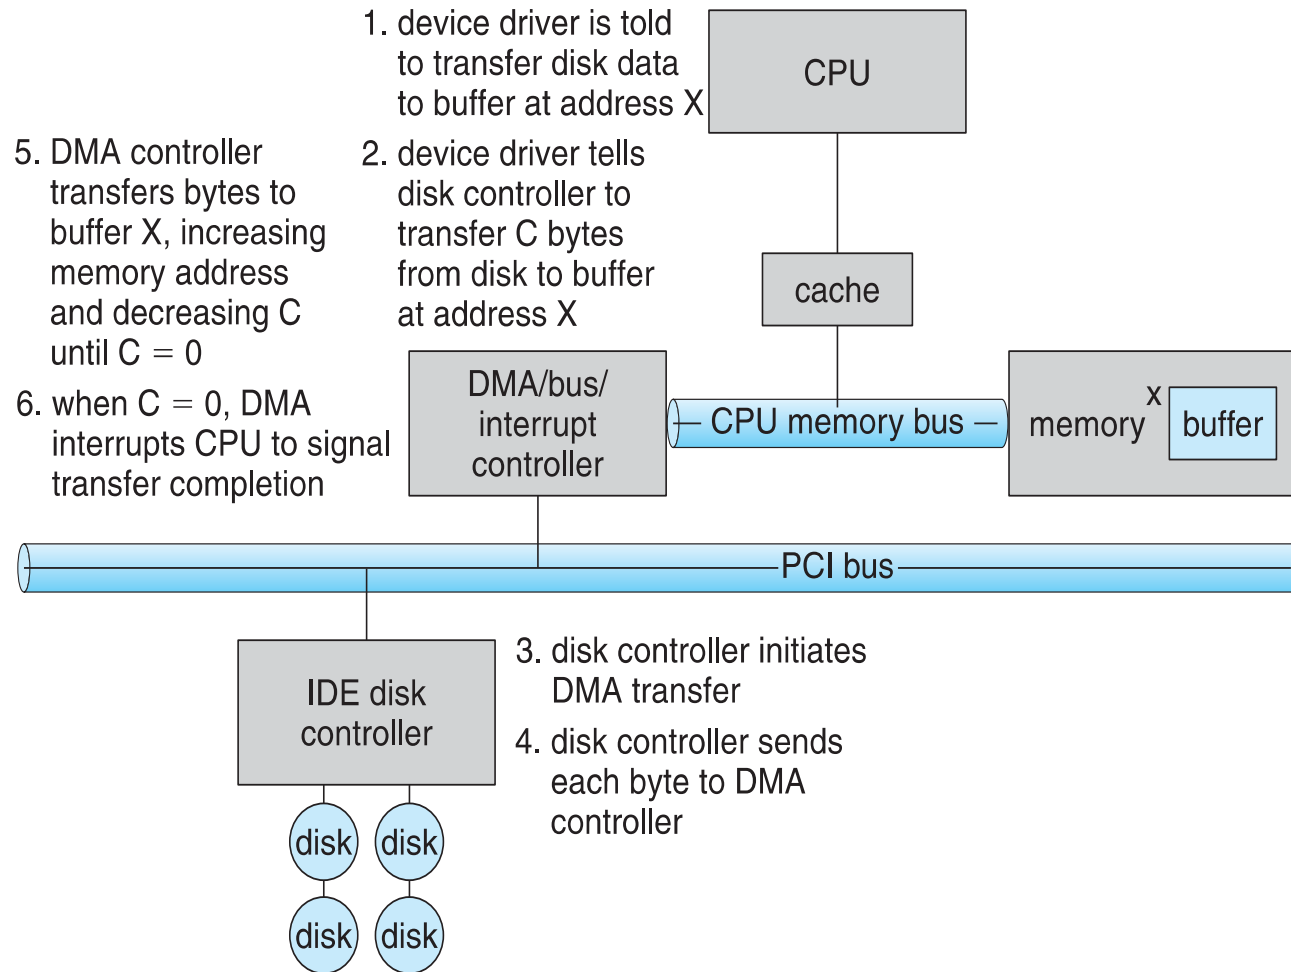 1. device driver is told
to transfer disk data
to buffer at address X
CPU
5. DMA controller
transfers bytes to
buffer X, increasing
memory address
and decreasing C
until C = 0
2. device driver tells
disk controller to
transfer C bytes
from disk to buffer
at address X
cache
6. when C = 0, DMA
interrupts CPU to signal
transfer completion
DMA/bus/
interrupt
controller
CPU memory bus
memory
x
buffer
PCI bus
IDE disk
controller
3. disk controller initiates
DMA transfer
4. disk controller sends
each byte to DMA
controller
disk
disk
disk
disk